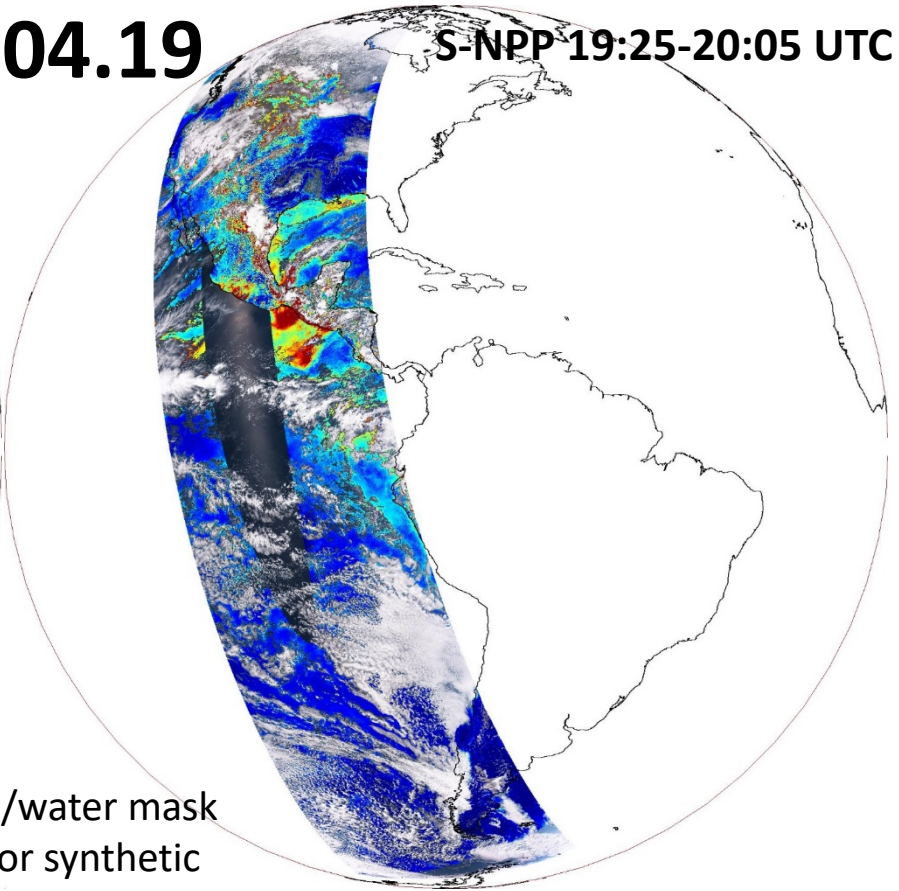 04.19
S-NPP 19:25-20:05 UTC
/water mask
or synthetic